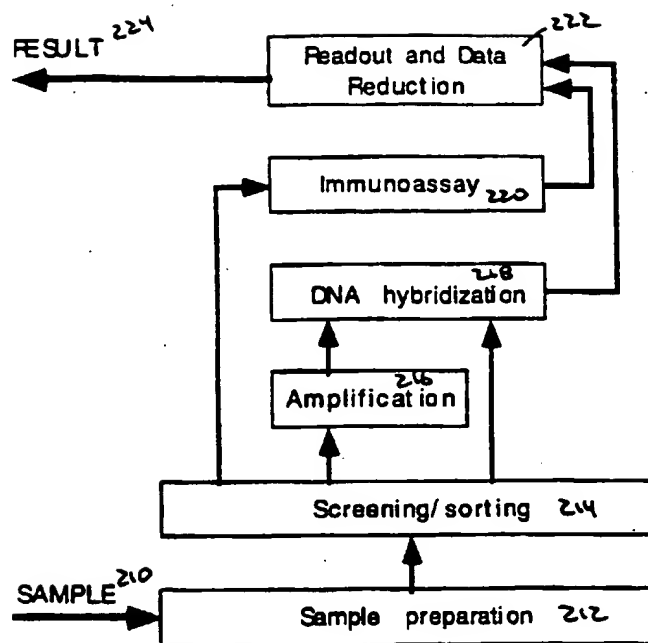 RESULT 224
222
Readout and Data
Reduction
Immunoassay 220
218
DNA hybridization
216
Amplification
Screening/sorting 214
SAMPLE 210
Sample preparation 212